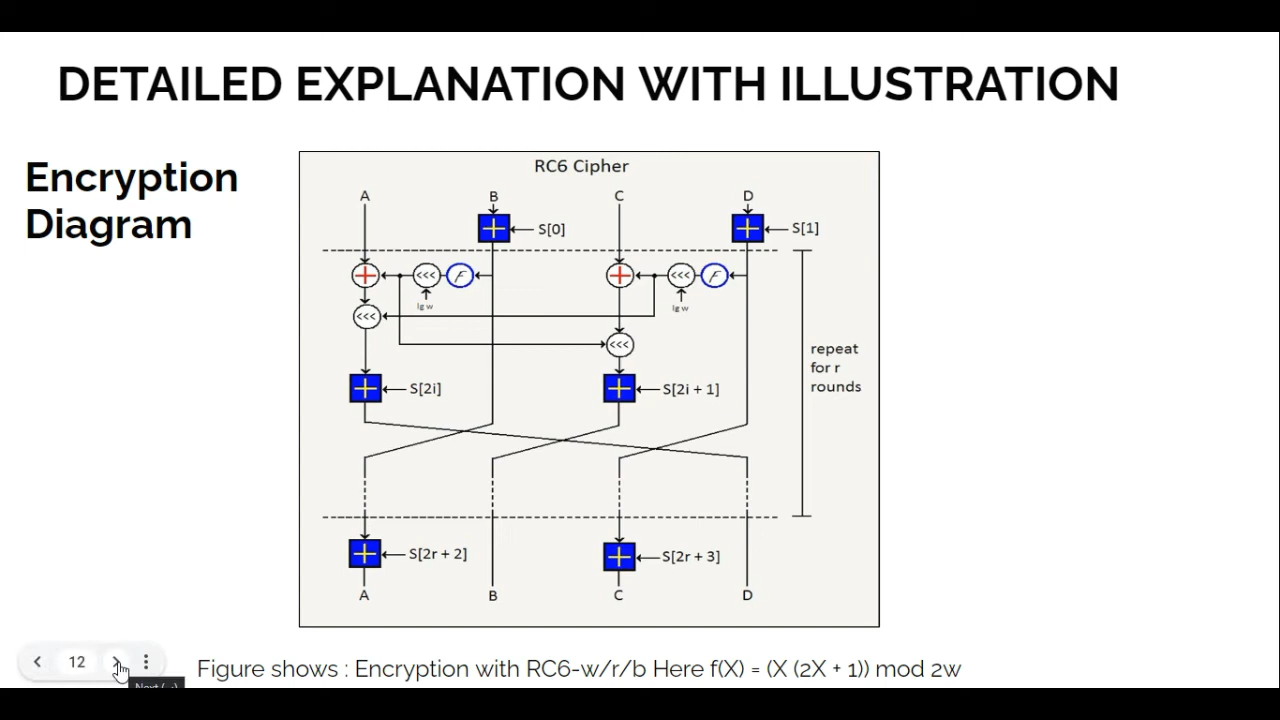 DETAILED EXPLANATION WITH ILLUSTRATION
Encryption
Diagram
RC6 Cipher
A B C D
S[0] S[1]
<<< f <<< f
lg w lg w
<<<
<<<
repeat
for r
rounds
S[2i] S[2i + 1]
S[2r + 2] S[2r + 3]
A B C D
12
Figure shows : Encryption with RC6-w/r/b Here f(X) = (X (2X + 1)) mod 2w
Next